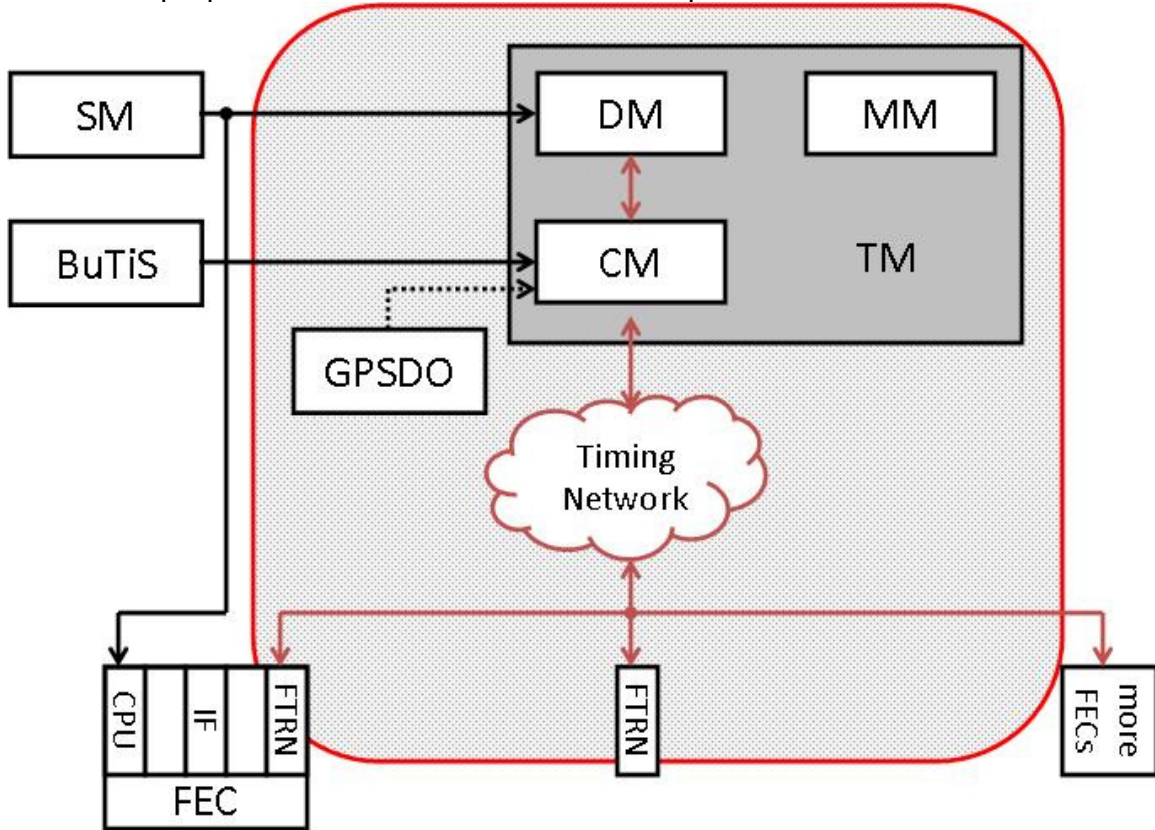 SM
DM
MM
BuTiS
CM
TM
GPSDO
Timing
Network
CPU
IF
FTRN
FEC
FTRN
more
FECs